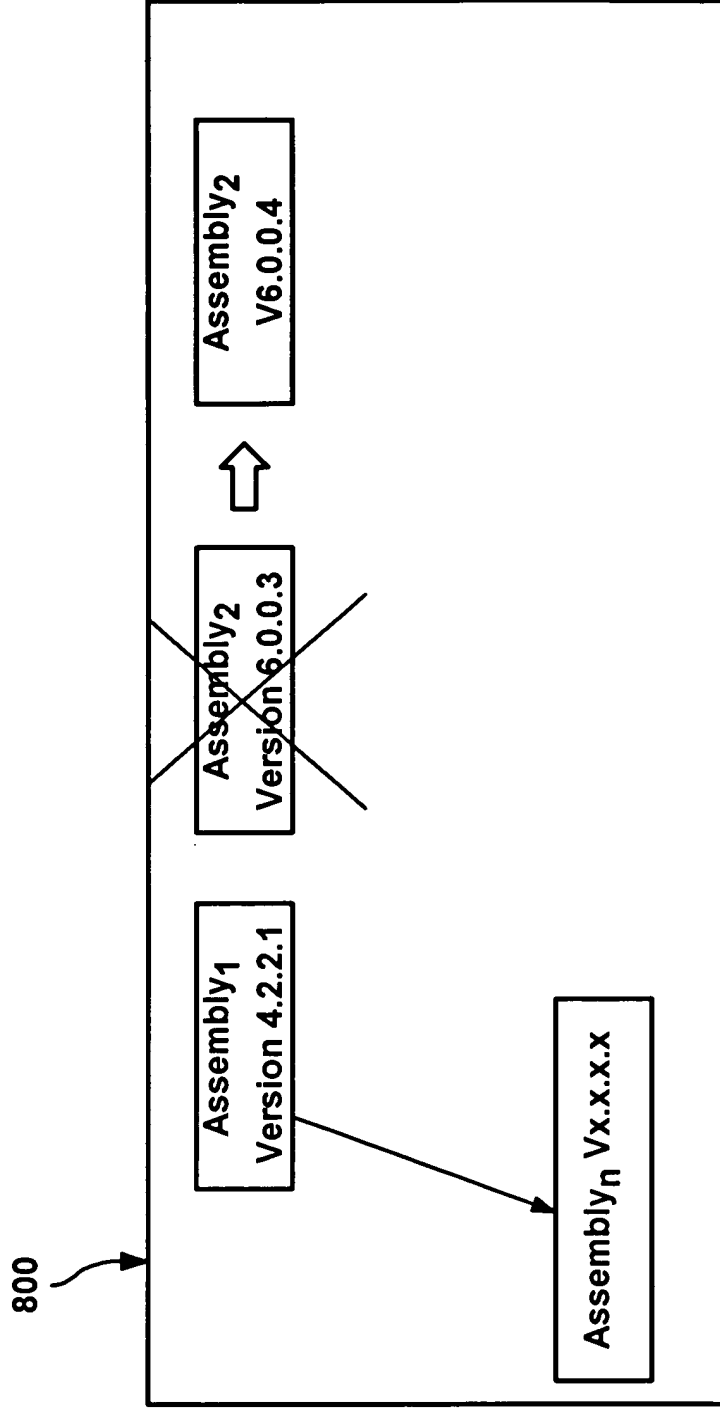 800
Assembly₁
Version 4.2.2.1
Assembly₂
Version 6.0.0.3
Assembly₂
V6.0.0.4
Assemblyₙ Vx.x.x.x